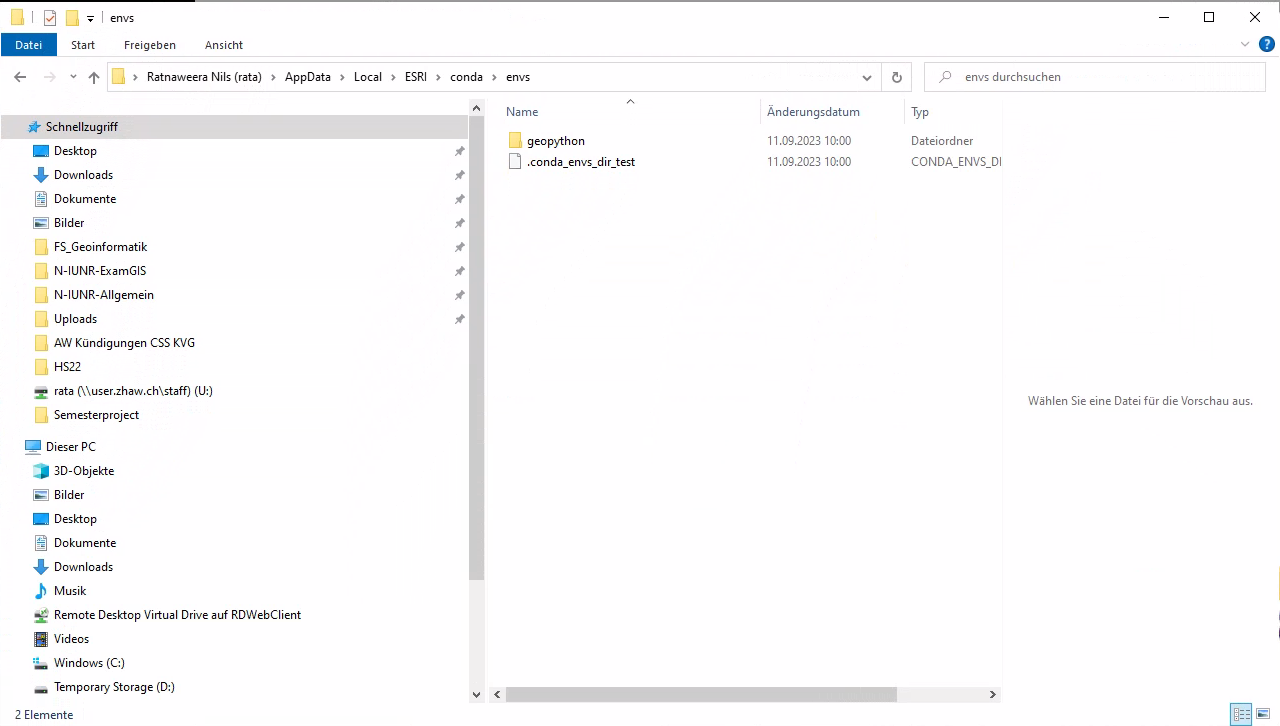 envs
Datei Start Freigeben Ansicht
Ratnaweera Nils (rata) AppData Local ESRI conda envs
envs durchsuchen
Name Änderungsdatum Typ
geopython 11.09.2023 10:00 Dateiordner
.conda_envs_dir_test 11.09.2023 10:00 CONDA_ENVS_DI
Schnellzugriff
Desktop
Downloads
Dokumente
Bilder
FS_Geoinformatik
N-IUNR-ExamGIS
N-IUNR-Allgemein
Uploads
AW Kündigungen CSS KVG
HS22
rata (\\user.zhaw.ch\staff) (U:)
Semesterproject
Dieser PC
3D-Objekte
Bilder
Desktop
Dokumente
Downloads
Musik
Remote Desktop Virtual Drive auf RDWebClient
Videos
Windows (C:)
Temporary Storage (D:)
Wählen Sie eine Datei für die Vorschau aus.
2 Elemente